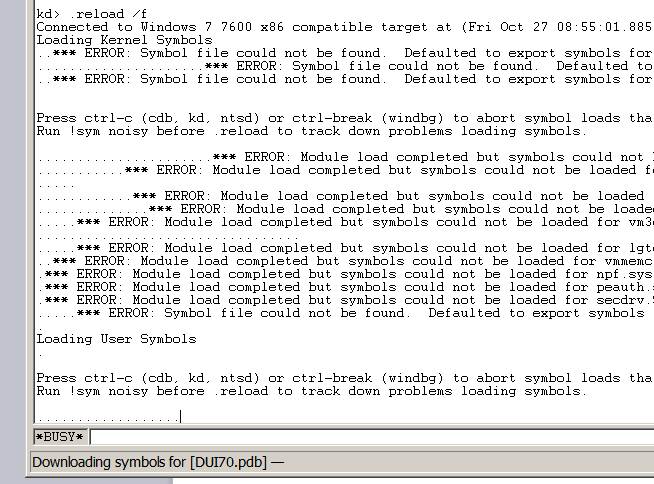 kd> .reload /f
Connected to Windows 7 7600 x86 compatible target at (Fri Oct 27 08:55:01.885
Loading Kernel Symbols
..*** ERROR: Symbol file could not be found.  Defaulted to export symbols for
.....................*** ERROR: Symbol file could not be found.  Defaulted to
..*** ERROR: Symbol file could not be found.  Defaulted to export symbols for
Press ctrl-c (cdb, kd, ntsd) or ctrl-break (windbg) to abort symbol loads tha
Run !sym noisy before .reload to track down problems loading symbols.
......................*** ERROR: Module load completed but symbols could not
...........*** ERROR: Module load completed but symbols could not be loaded fo
.....
............*** ERROR: Module load completed but symbols could not be loaded
..............*** ERROR: Module load completed but symbols could not be loaded
.....*** ERROR: Module load completed but symbols could not be loaded for vm3d
.................................
.....*** ERROR: Module load completed but symbols could not be loaded for lgto
..*** ERROR: Module load completed but symbols could not be loaded for vmmemc
.*** ERROR: Module load completed but symbols could not be loaded for npf.sys
.*** ERROR: Module load completed but symbols could not be loaded for peauth.s
.*** ERROR: Module load completed but symbols could not be loaded for secdrv.S
.....*** ERROR: Symbol file could not be found.  Defaulted to export symbols
.
Loading User Symbols
.
Press ctrl-c (cdb, kd, ntsd) or ctrl-break (windbg) to abort symbol loads tha
Run !sym noisy before .reload to track down problems loading symbols.
..................
*BUSY*
Downloading symbols for [DUI70.pdb] —